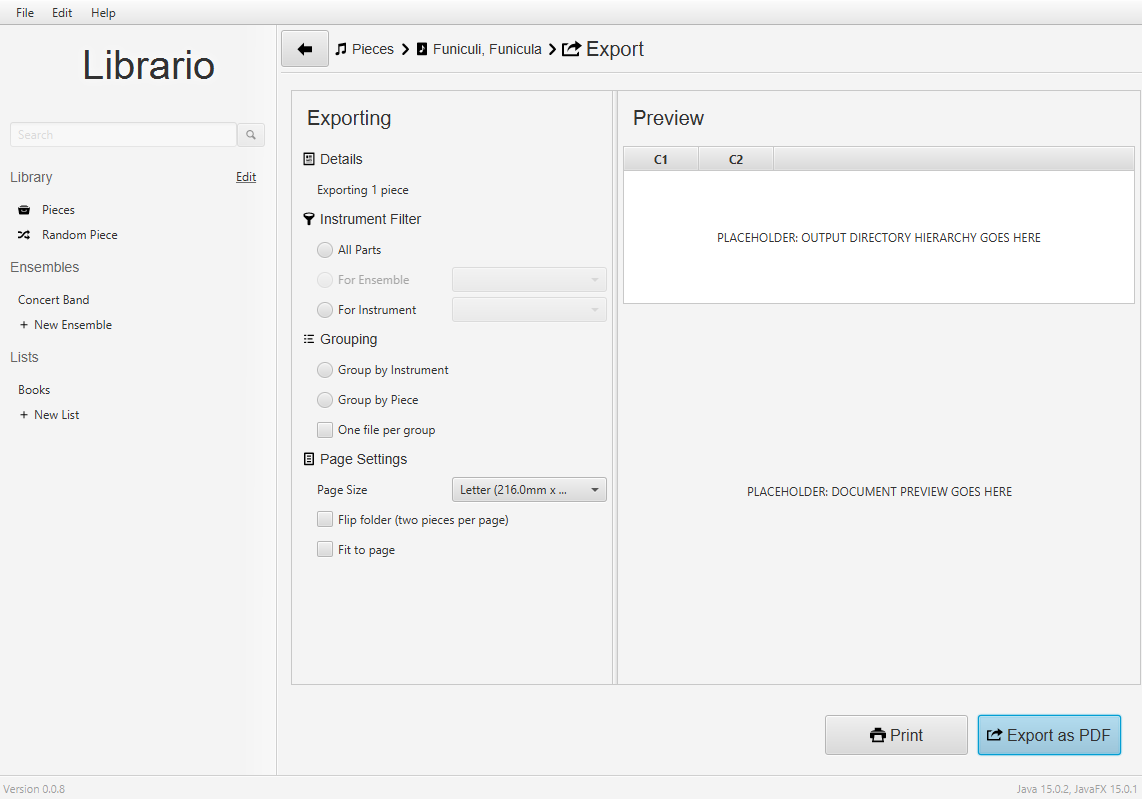 File Edit Help
Librario
Search
Library Edit
Pieces
Random Piece
Ensembles
Concert Band
+ New Ensemble
Lists
Books
+ New List
Pieces Funiculi, Funicula Export
Exporting
Details
Exporting 1 piece
Instrument Filter
All Parts
For Ensemble
For Instrument
Grouping
Group by Instrument
Group by Piece
One file per group
Page Settings
Page Size Letter (216.0mm x ...
Flip folder (two pieces per page)
Fit to page
Preview
C1 C2
PLACEHOLDER: OUTPUT DIRECTORY HIERARCHY GOES HERE
PLACEHOLDER: DOCUMENT PREVIEW GOES HERE
Print Export as PDF
Version 0.0.8 Java 15.0.2, JavaFX 15.0.1